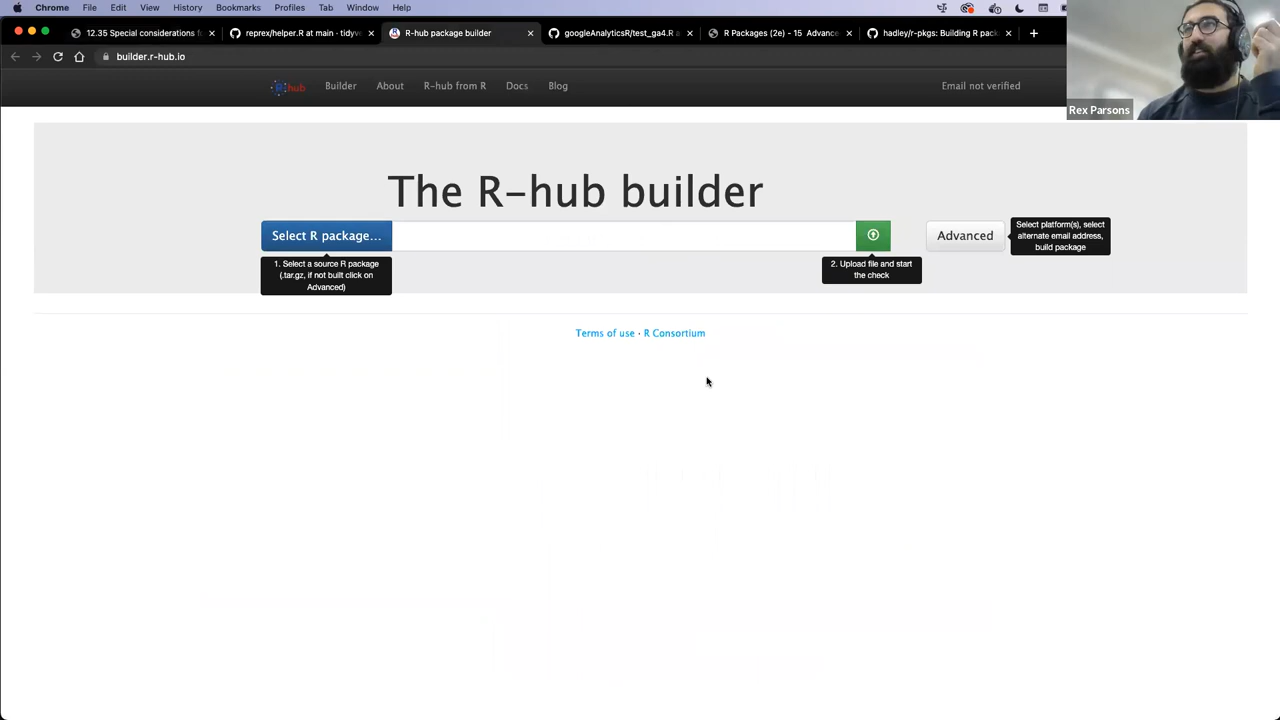 Chrome File Edit View History Bookmarks Profiles Tab Window Help
12.35 Special considerations f
reprex/helper.R at main · tidyv
R-hub package builder
googleAnalyticsR/test_ga4.R a
R Packages (2e) - 15 Advance
hadley/r-pkgs: Building R pack
builder.r-hub.io
hub Builder About R-hub from R Docs Blog Email not verified
Rex Parsons
The R-hub builder
Select R package...
Advanced
Select platform(s), select
alternate email address,
build package
1. Select a source R package
(.tar.gz, if not built click on
Advanced)
2. Upload file and start
the check
Terms of use · R Consortium